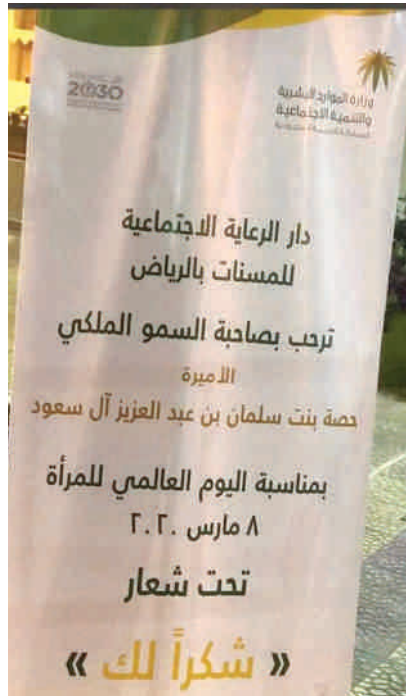 2030
وزارة الموارد البشرية
والتنمية الاجتماعية
دار الرعاية الاجتماعية
للمسنات بالرياض
ترحب بصاحبة السمو الملكي
الأميرة
حصة بنت سلمان بن عبد العزيز آل سعود
بمناسبة اليوم العالمي للمرأة
٨ مارس ٢٠٢٠
تحت شعار
« شكراً لك »